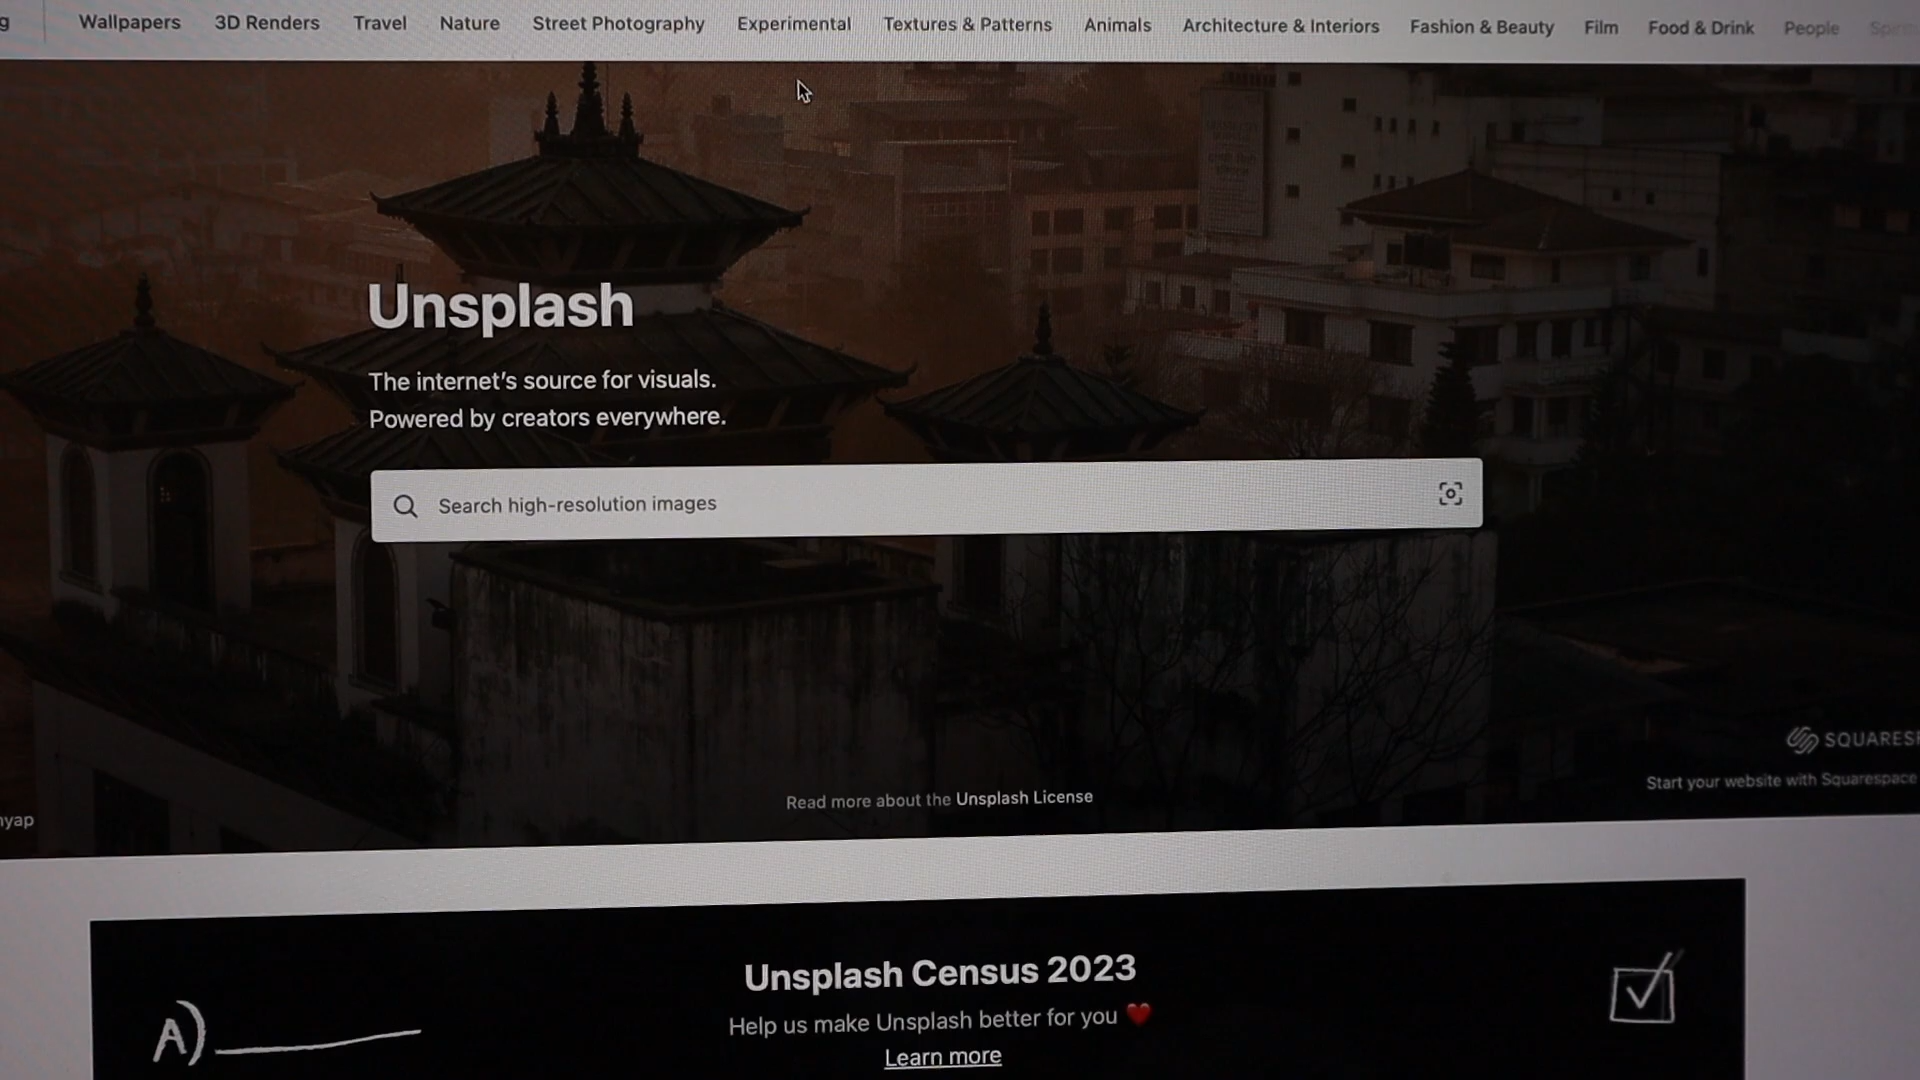 Wallpapers 3D Renders Travel Nature Street Photography Experimental Textures & Patterns Animals Architecture & Interiors Fashion & Beauty Film Food & Drink People
Unsplash
The internet's source for visuals.
Powered by creators everywhere.
Search high-resolution images
SQUARESP
Start your website with Squarespace
Read more about the Unsplash License
nyap
Unsplash Census 2023
Help us make Unsplash better for you ❤️
Learn more
A)